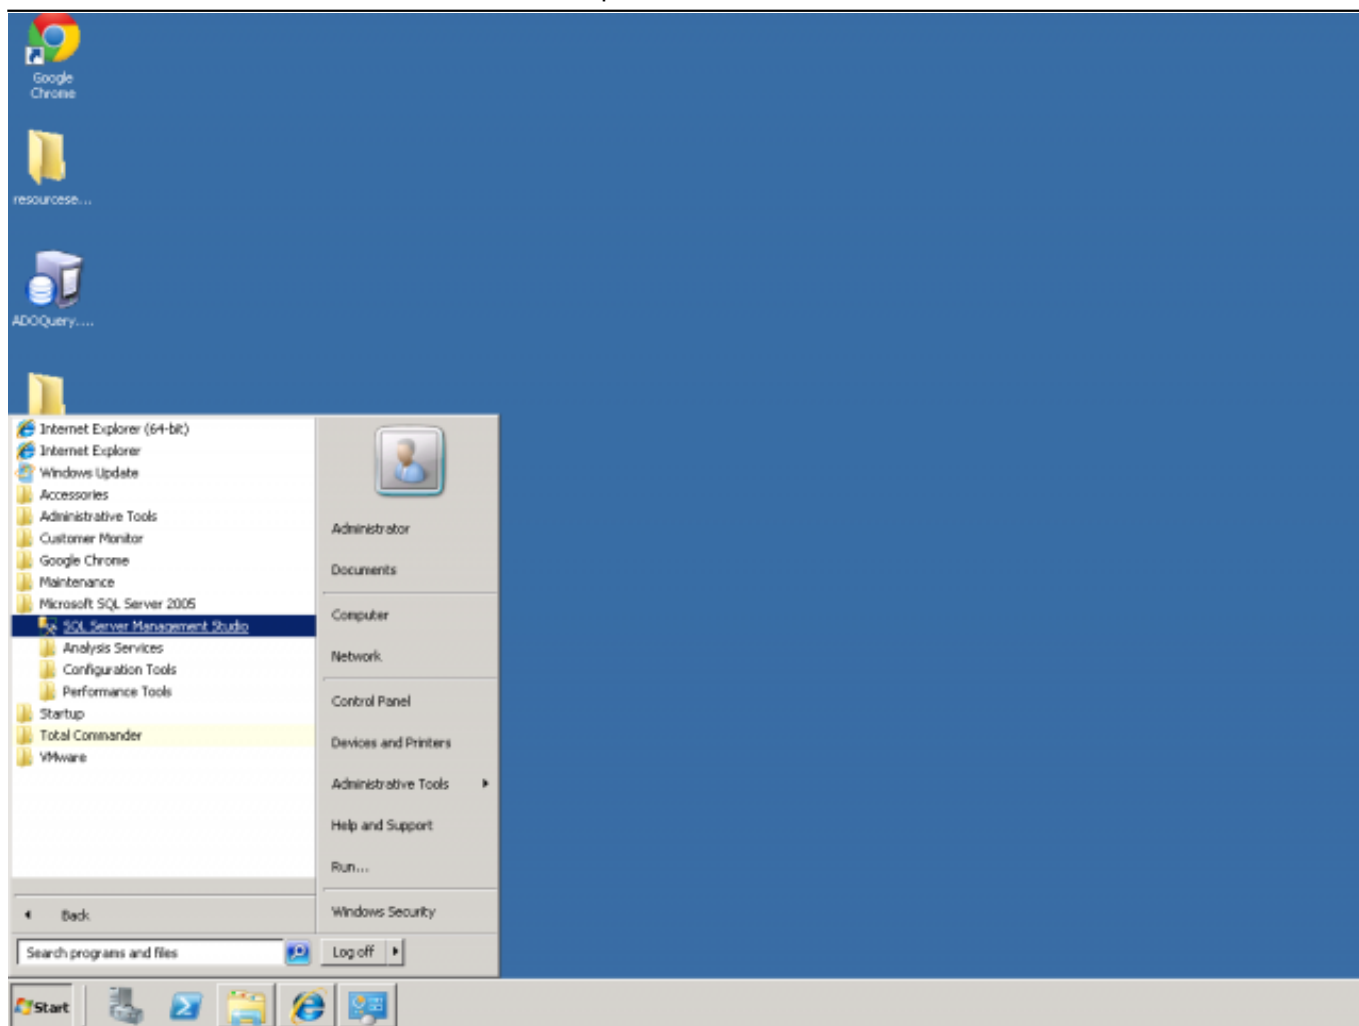 Google
Chrome
resourcese...
ADOQuery....
Internet Explorer (64-bit)
Internet Explorer
Windows Update
Accessories
Administrative Tools
Customer Monitor
Google Chrome
Maintenance
Microsoft SQL Server 2005
SQL Server Management Studio
Analysis Services
Configuration Tools
Performance Tools
Startup
Total Commander
VMware
Back
Search programs and files
Administrator
Documents
Computer
Network
Control Panel
Devices and Printers
Administrative Tools
Help and Support
Run...
Windows Security
Log off
Start